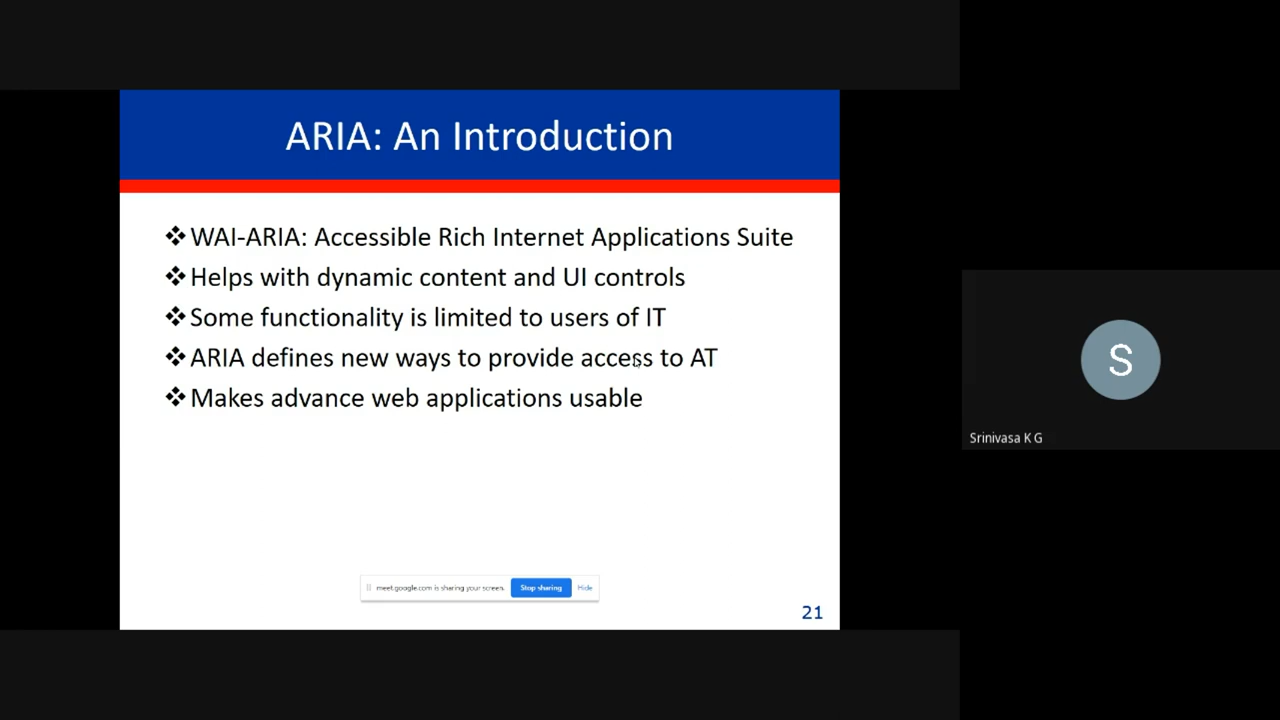 ARIA: An Introduction
❖WAI-ARIA: Accessible Rich Internet Applications Suite
❖Helps with dynamic content and UI controls
❖Some functionality is limited to users of IT
❖ARIA defines new ways to provide access to AT
❖Makes advance web applications usable
meet.google.com is sharing your screen. Stop sharing Hide
21
S
Srinivasa K G